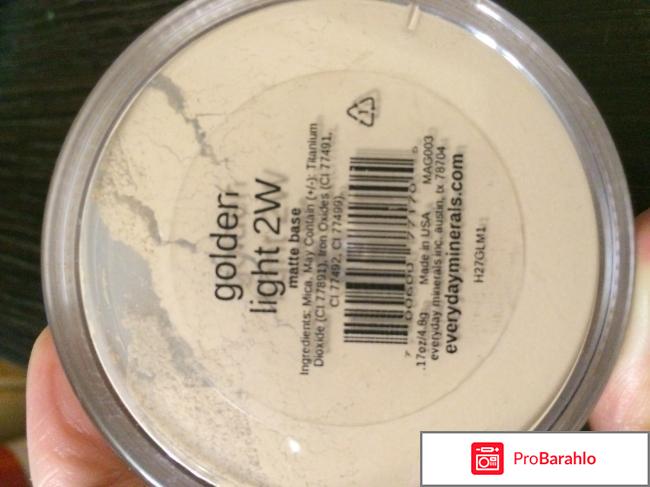 golden
light 2W
matte base
Ingredients: Mica. May Contain (+/-): Titanium
Dioxide (CI 77891), Iron Oxides (CI 77491,
CI 77492, CI 77499).
.17oz/4.8g Made in USA MAG003
everyday minerals inc. austin, tx 78704
everydayminerals.com
H27GLM1
ProBarahlo